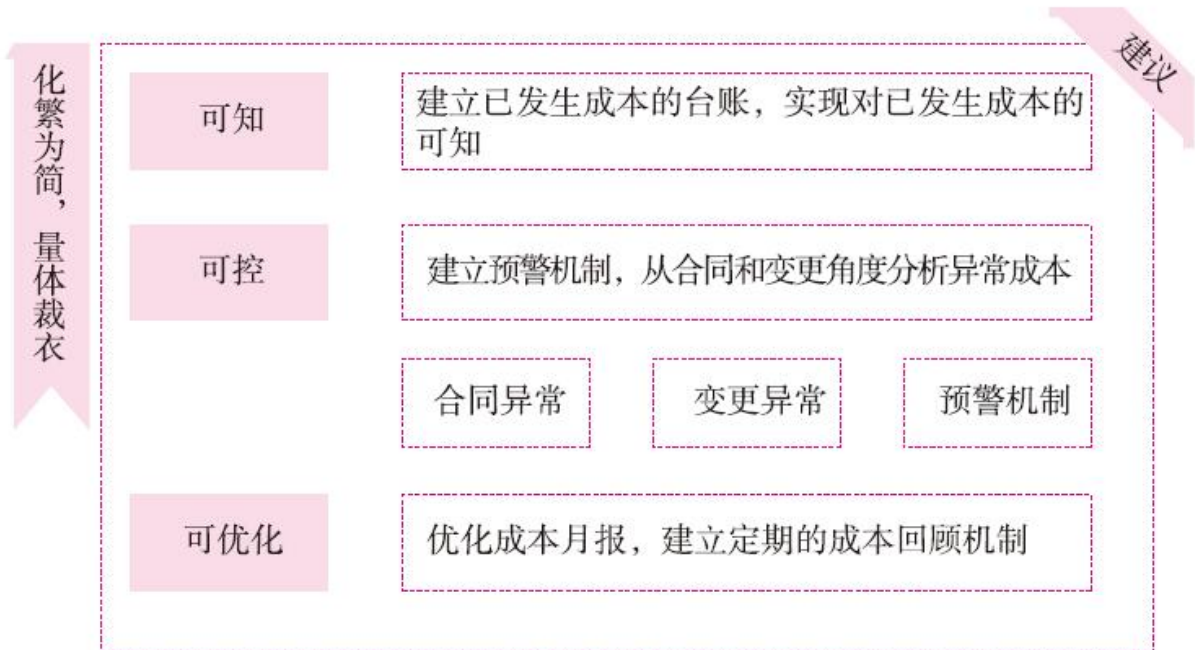 建议
化繁为简，量体裁衣
可知
建立已发生成本的台账，实现对已发生成本的
可知
可控
建立预警机制，从合同和变更角度分析异常成本
合同异常
变更异常
预警机制
可优化
优化成本月报，建立定期的成本回顾机制